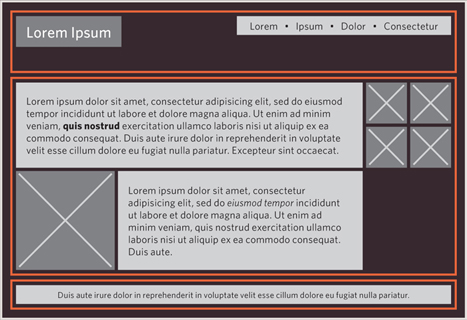 Lorem Ipsum
Lorem • Ipsum • Dolor • Consectetur
Lorem ipsum dolor sit amet, consectetur adipisicing elit, sed do eiusmod
tempor incididunt ut labore et dolore magna aliqua. Ut enim ad minim
veniam, quis nostrud exercitation ullamco laboris nisi ut aliquip ex ea
commodo consequat. Duis aute irure dolor in reprehenderit in voluptate
velit esse cillum dolore eu fugiat nulla pariatur. Excepteur sint occaecat.
Lorem ipsum dolor sit amet, consectetur
adipisicing elit, sed do eiusmod tempor incididunt
ut labore et dolore magna aliqua. Ut enim ad
minim veniam, quis nostrud exercitation ullamco
laboris nisi ut aliquip ex ea commodo consequat.
Duis aute.
Duis aute irure dolor in reprehenderit in voluptate velit esse cillum dolore eu fugiat nulla pariatur.